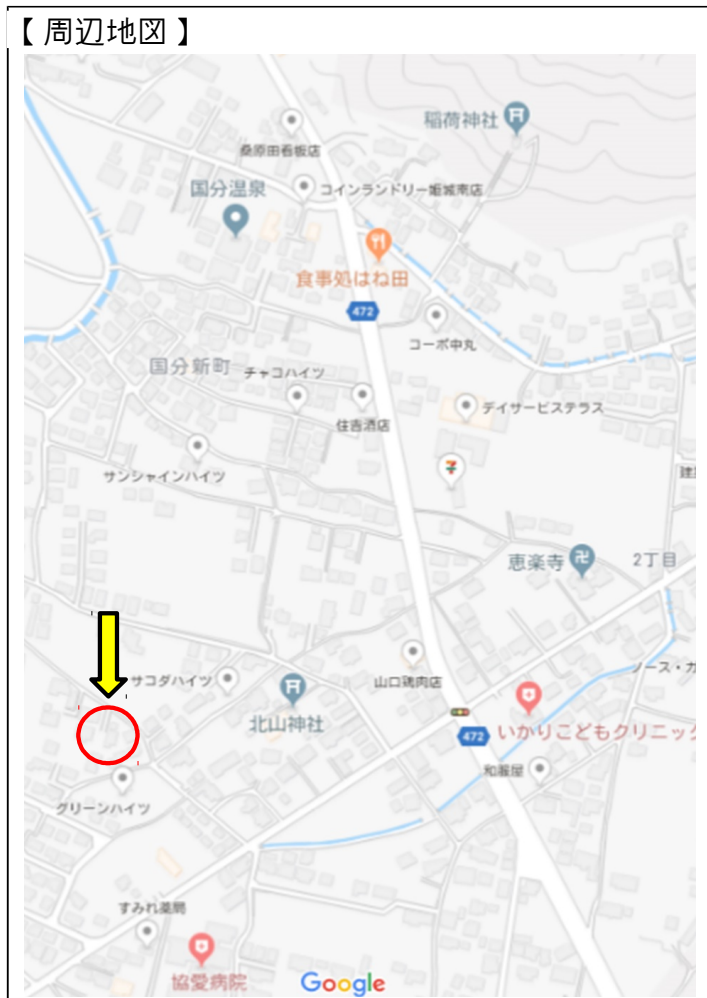 【 周辺地図 】
稲荷神社
桑原田看板店
国分温泉
コインランドリー姫城南店
食事処はね田
472
コーポ中丸
国分新町
チャコハイツ
デイサービステラス
住吉酒店
サンシャインハイツ
恵楽寺
2丁目
サコダハイツ
山口鶏肉店
ノース・ガ
北山神社
いかりこどもクリニック
472
和服屋
グリーンハイツ
すみれ薬局
協愛病院
Google